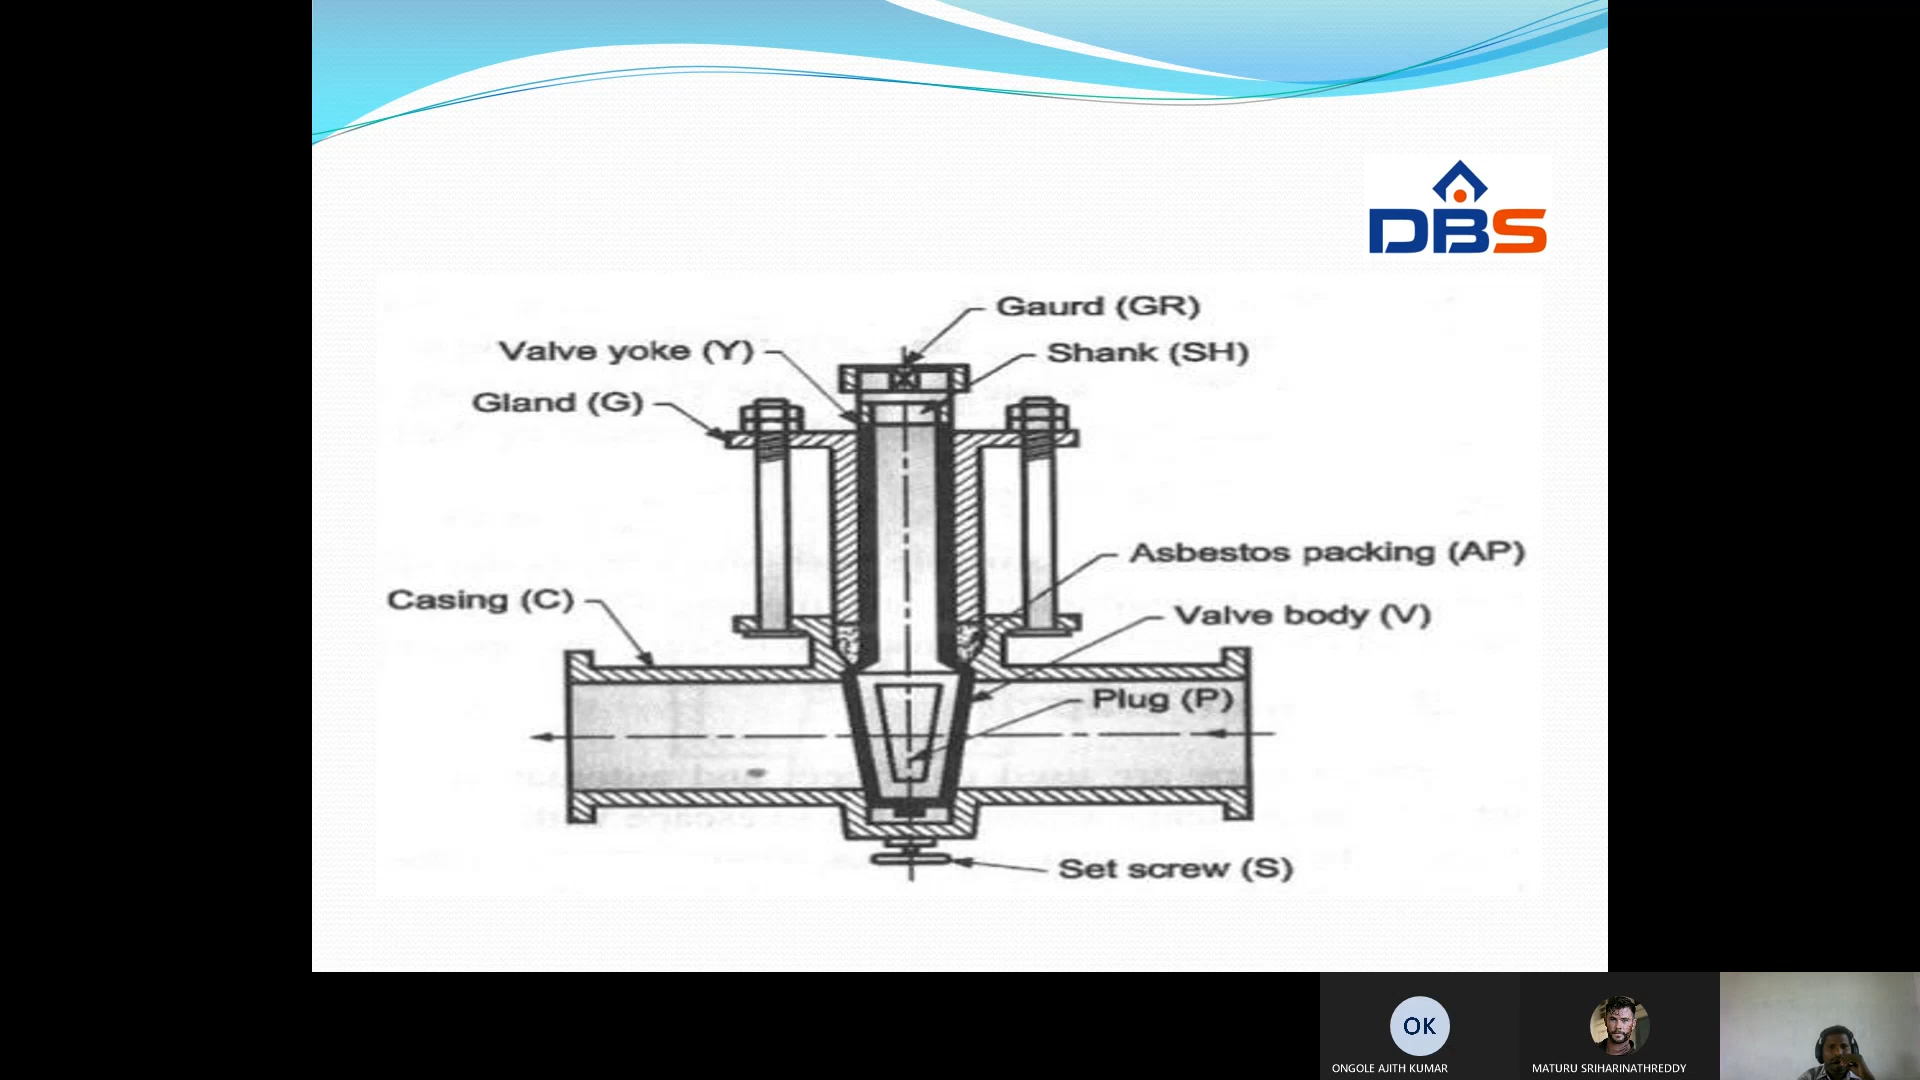 DBS
Gaurd (GR)
Valve yoke (Y)
Shank (SH)
Gland (G)
Asbestos packing (AP)
Casing (C)
Valve body (V)
Plug (P)
Set screw (S)
OK
ONGOLE AJITH KUMAR
MATURU SRIHARINATHREDDY